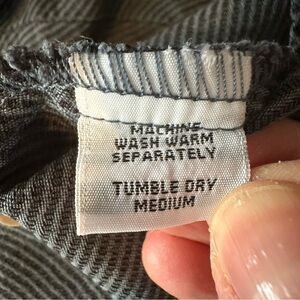 MACHINE
WASH WARM
SEPARATELY
TUMBLE DRY
MEDIUM